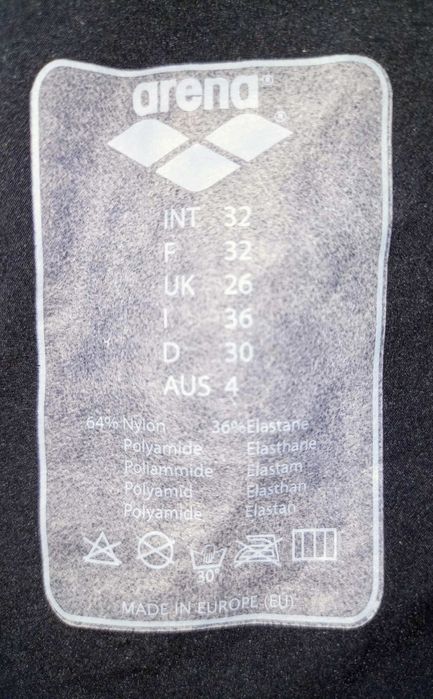 arena®
®
INT 32
F 32
UK 26
I 36
D 30
AUS 4
64% Nylon 36% Elastane
Polyamide Elasthane
Poliammide Elastam
Polyamid Elasthan
Polyamide Elastan
30°
MADE IN EUROPE (EU)